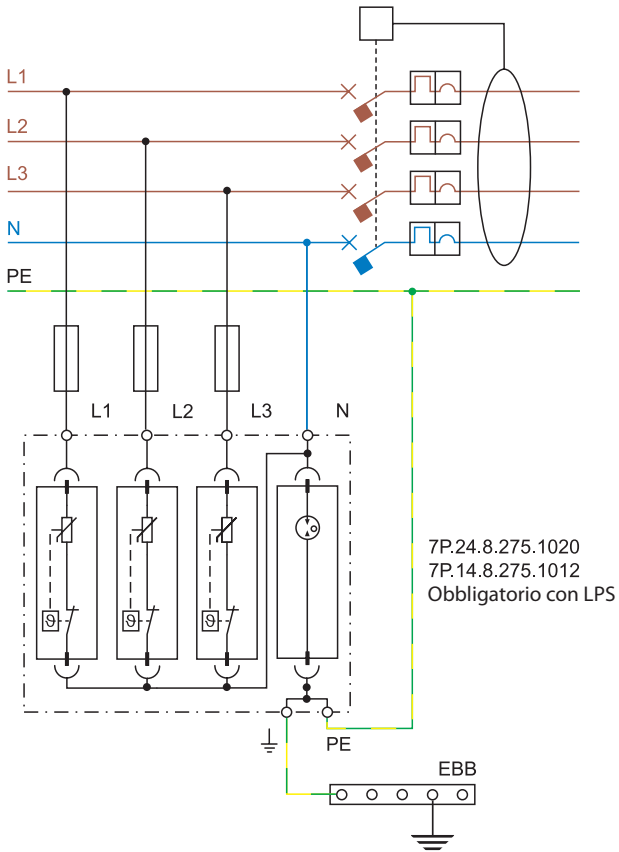 L1
L2
L3
N
PE
L1 L2 L3 N
ϑ ϑ ϑ
7P.24.8.275.1020
7P.14.8.275.1012
Obbligatorio con LPS
PE
EBB